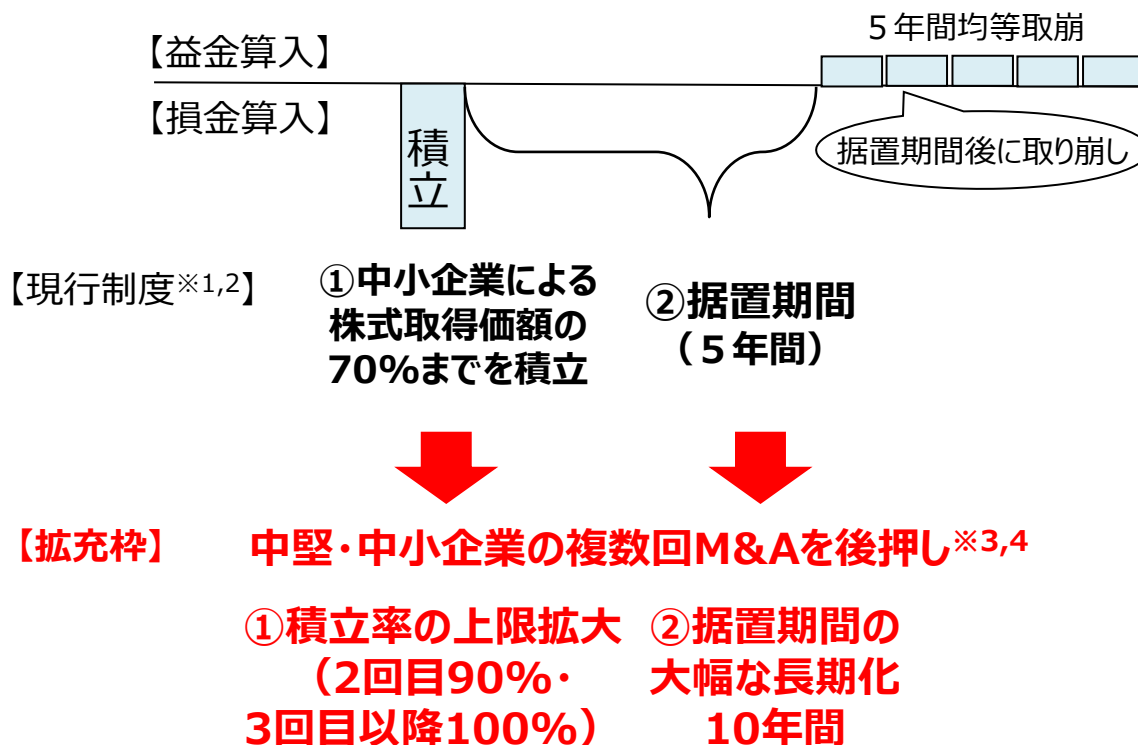 ５年間均等取崩
【益金算入】
【損金算入】
積
立
据置期間後に取り崩し
【現行制度※1,2】
①中小企業による
株式取得価額の
70%までを積立
②据置期間
（５年間）
【拡充枠】
中堅・中小企業の複数回M&Aを後押し※3,4
①積立率の上限拡大
（2回目90%・
3回目以降100%）
②据置期間の
大幅な長期化
10年間